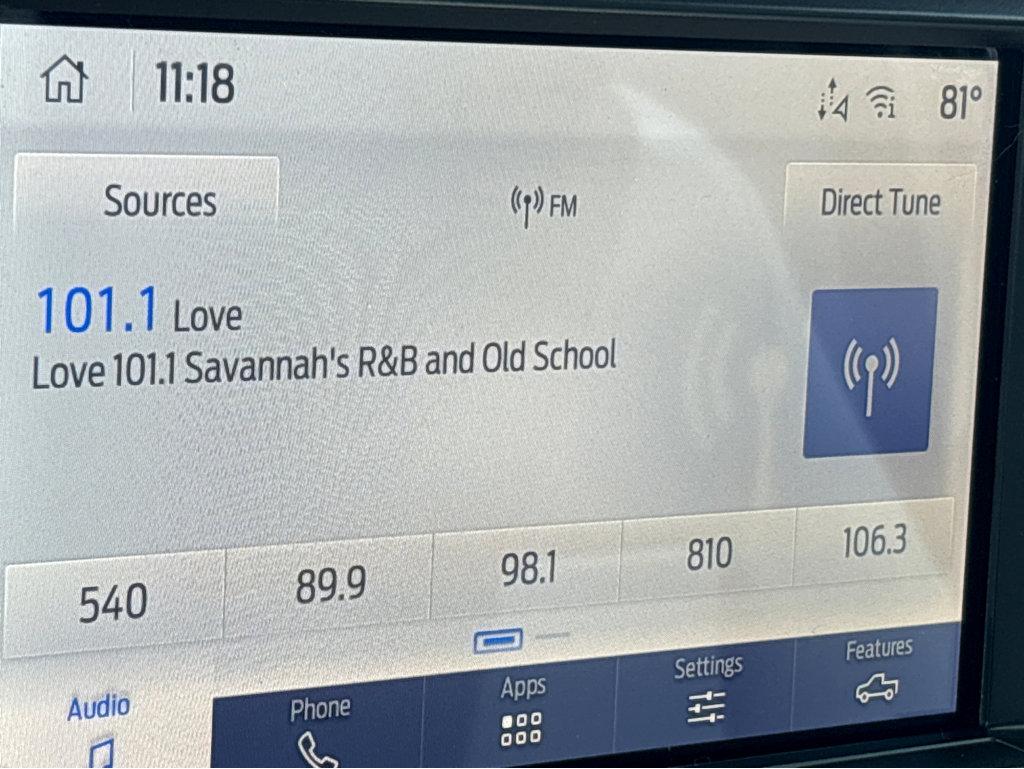 11:18
81°
Sources
FM
Direct Tune
101.1 Love
Love 101.1 Savannah's R&B and Old School
540
89.9
98.1
810
106.3
Audio
Phone
Apps
Settings
Features